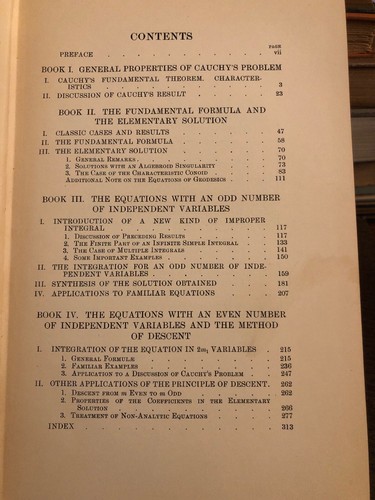 CONTENTS
PAGE
PREFACE . . . . . . . . . vii
BOOK I. GENERAL PROPERTIES OF CAUCHY'S PROBLEM
I. CAUCHY'S FUNDAMENTAL THEOREM. CHARACTER-
ISTICS . . . . . . . . . 3
II. DISCUSSION OF CAUCHY'S RESULT . . . . 23
BOOK II. THE FUNDAMENTAL FORMULA AND
THE ELEMENTARY SOLUTION
I. CLASSIC CASES AND RESULTS . . . . . 47
II. THE FUNDAMENTAL FORMULA . . . . . 58
III. THE ELEMENTARY SOLUTION . . . . . 70
1. GENERAL REMARKS . . . . . . . 70
2. SOLUTIONS WITH AN ALGEBROID SINGULARITY . . 73
3. THE CASE OF THE CHARACTERISTIC CONOID . . 83
ADDITIONAL NOTE ON THE EQUATIONS OF GEODESICS . 111
BOOK III. THE EQUATIONS WITH AN ODD NUMBER
OF INDEPENDENT VARIABLES
I. INTRODUCTION OF A NEW KIND OF IMPROPER
INTEGRAL . . . . . . . . . 117
1. DISCUSSION OF PRECEDING RESULTS . . . . 117
2. THE FINITE PART OF AN INFINITE SIMPLE INTEGRAL . 133
3. THE CASE OF MULTIPLE INTEGRALS . . . . 141
4. SOME IMPORTANT EXAMPLES . . . . . 150
II. THE INTEGRATION FOR AN ODD NUMBER OF INDE-
PENDENT VARIABLES . . . . . . . 159
III. SYNTHESIS OF THE SOLUTION OBTAINED . . . 181
IV. APPLICATIONS TO FAMILIAR EQUATIONS . . . 207
BOOK IV. THE EQUATIONS WITH AN EVEN NUMBER
OF INDEPENDENT VARIABLES AND THE METHOD
OF DESCENT
I. INTEGRATION OF THE EQUATION IN 2m₁ VARIABLES . 215
1. GENERAL FORMULÆ . . . . . . . 215
2. FAMILIAR EXAMPLES . . . . . . . 236
3. APPLICATION TO A DISCUSSION OF CAUCHY'S PROBLEM . 247
II. OTHER APPLICATIONS OF THE PRINCIPLE OF DESCENT. 262
1. DESCENT FROM m EVEN TO m ODD . . . . 262
2. PROPERTIES OF THE COEFFICIENTS IN THE ELEMENTARY
SOLUTION . . . . . . . . . 266
3. TREATMENT OF NON-ANALYTIC EQUATIONS . . . 277
INDEX . . . . . . . . . . 313